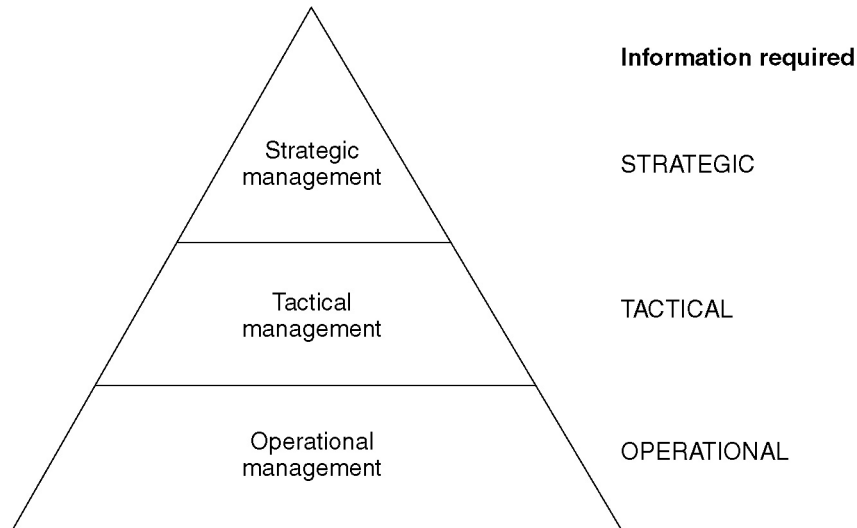 Information required
Strategic
management
STRATEGIC
Tactical
management
TACTICAL
Operational
management
OPERATIONAL